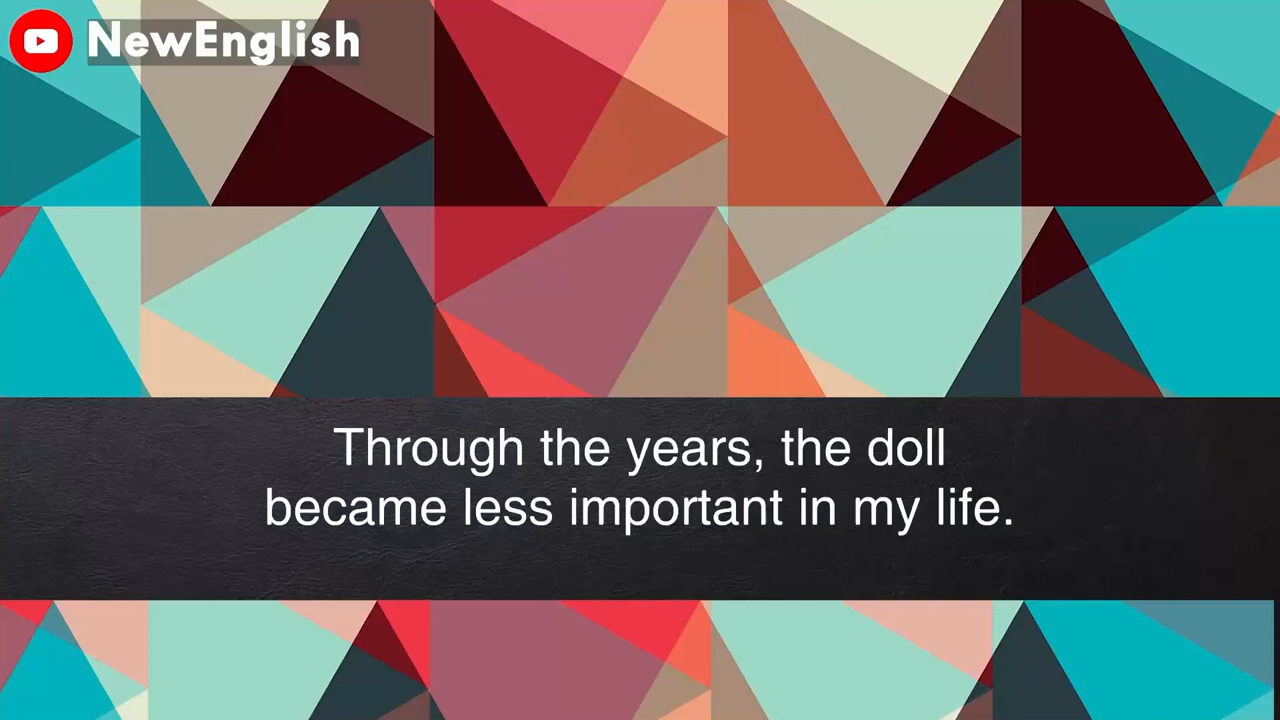 NewEnglish
Through the years, the doll
became less important in my life.